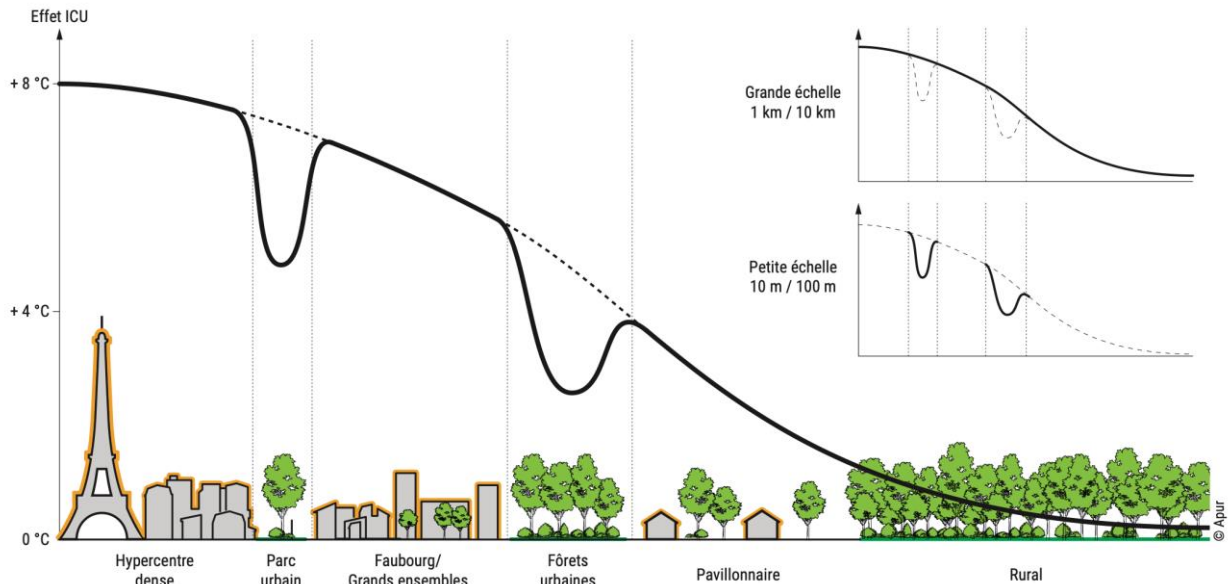 Effet ICU
+ 8 °C
+ 4 °C
0 °C
Grande échelle
1 km / 10 km
Petite échelle
10 m / 100 m
Hypercentre
dense
Parc
urbain
Faubourg/
Grands ensembles
Fôrets
urbaines
Pavillonnaire
Rural
© Apur